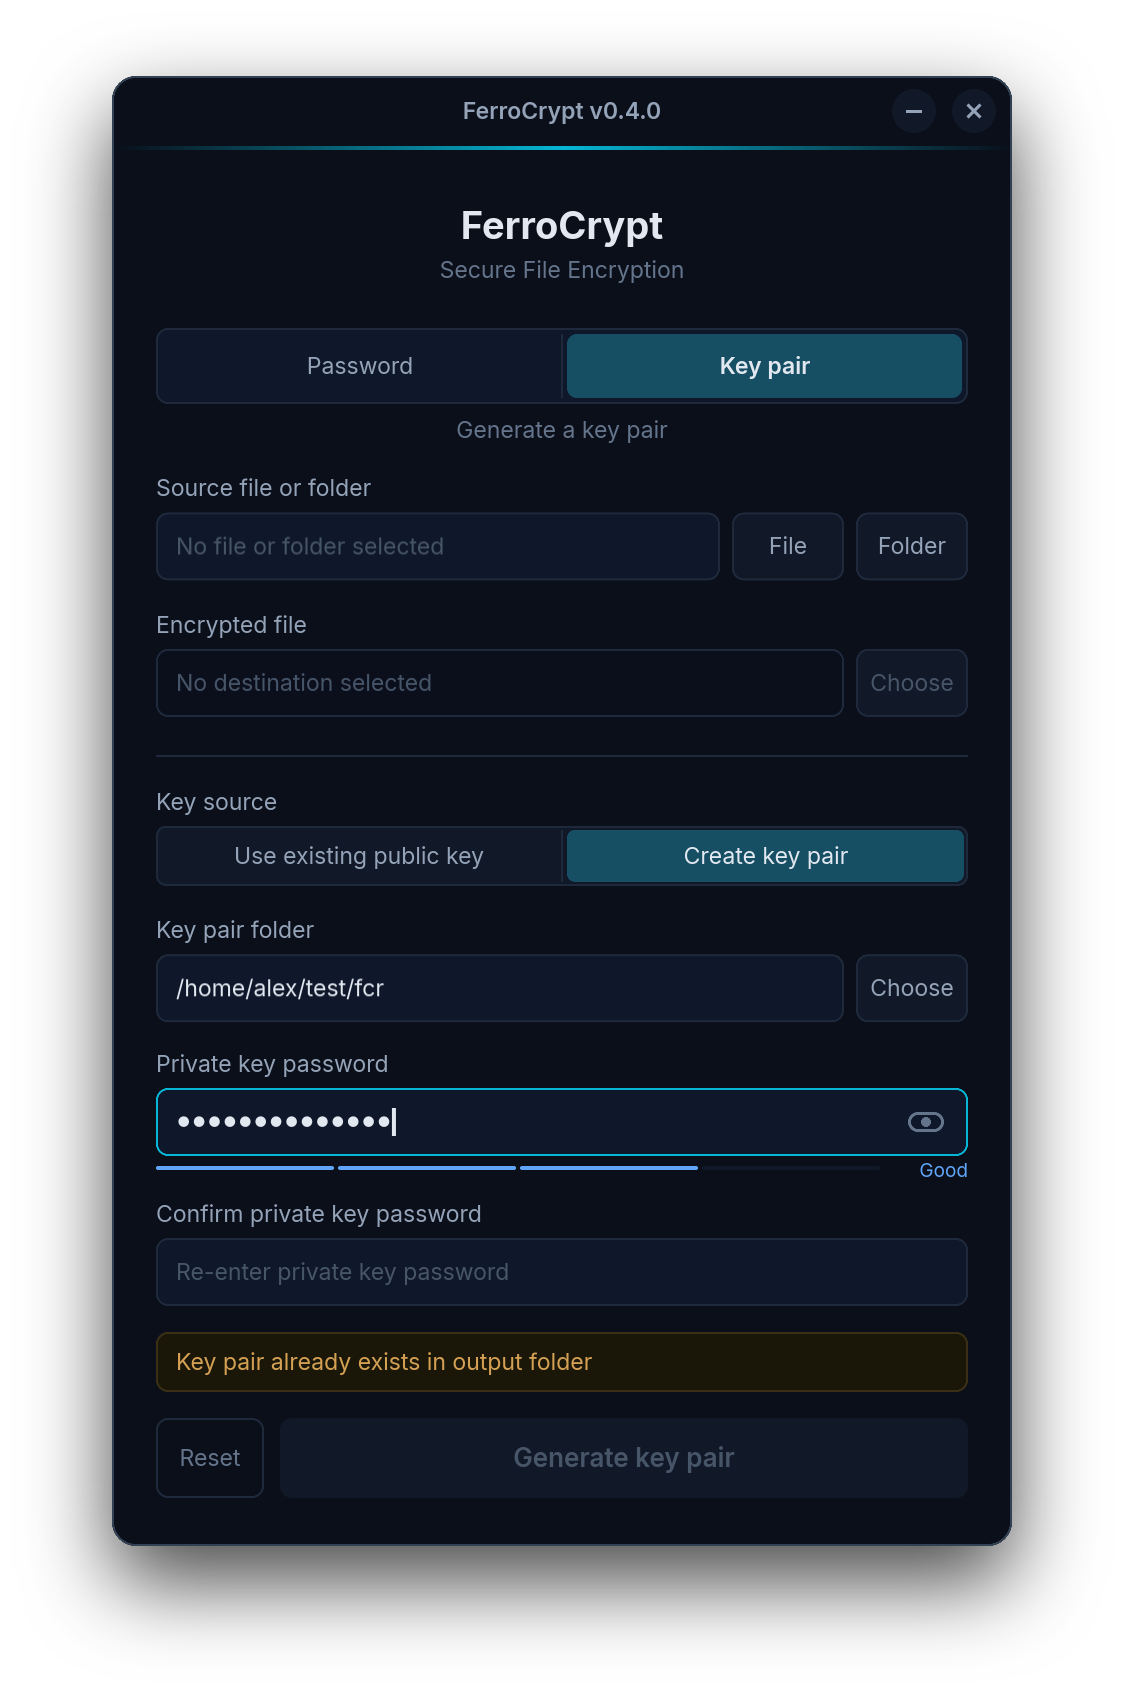 FerroCrypt v0.4.0
FerroCrypt
Secure File Encryption
Password
Key pair
Generate a key pair
Source file or folder
No file or folder selected
File
Folder
Encrypted file
No destination selected
Choose
Key source
Use existing public key
Create key pair
Key pair folder
/home/alex/test/fcr
Choose
Private key password
●●●●●●●●●●●●●●
Good
Confirm private key password
Re-enter private key password
Key pair already exists in output folder
Reset
Generate key pair